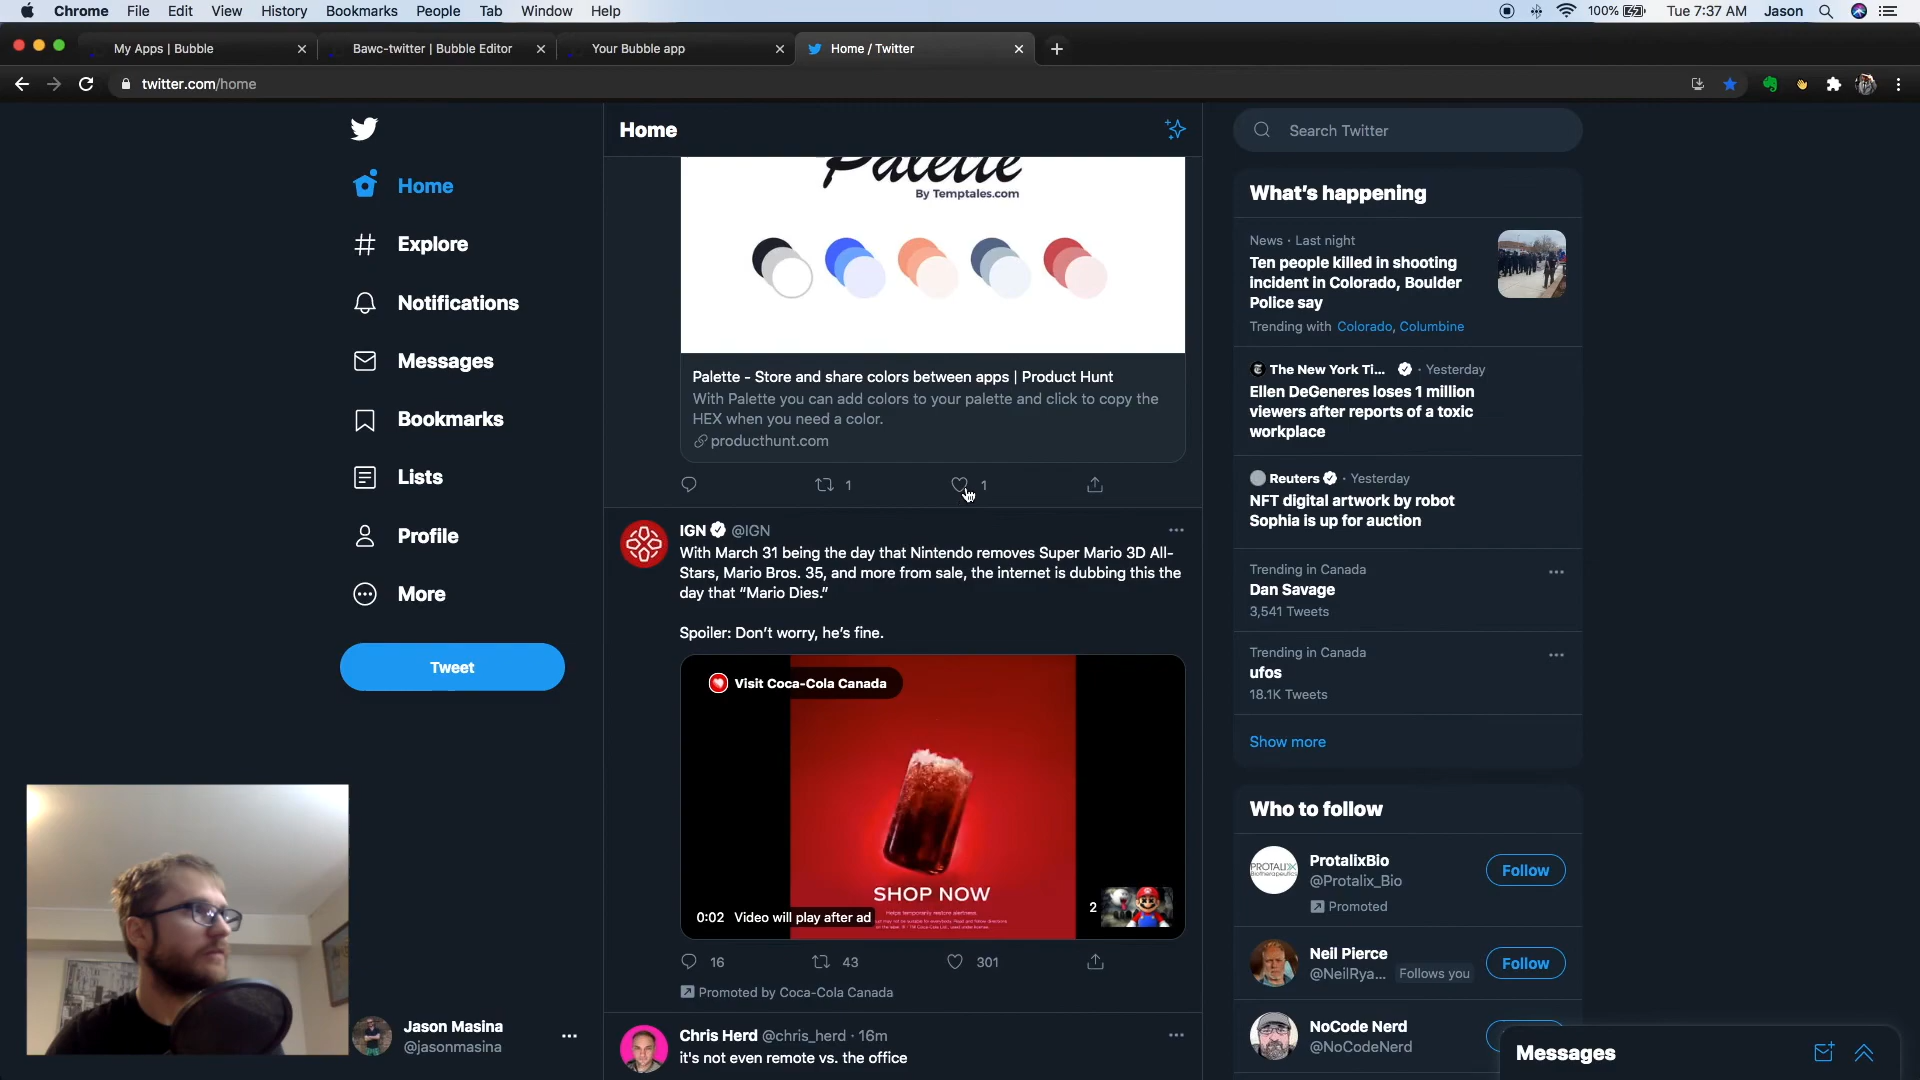 Chrome File Edit View History Bookmarks People Tab Window Help
100% Tue 7:37 AM Jason
My Apps | Bubble
Bawc-twitter | Bubble Editor
Your Bubble app
Home / Twitter
twitter.com/home
Home
Explore
Notifications
Messages
Bookmarks
Lists
Profile
More
Tweet
Jason Masina
@jasonmasina
Home
Palette
By Temptales.com
Palette - Store and share colors between apps | Product Hunt
With Palette you can add colors to your palette and click to copy the
HEX when you need a color.
producthunt.com
1
1
IGN @IGN
With March 31 being the day that Nintendo removes Super Mario 3D All-
Stars, Mario Bros. 35, and more from sale, the internet is dubbing this the
day that “Mario Dies.”
Spoiler: Don’t worry, he’s fine.
Visit Coca-Cola Canada
SHOP NOW
0:02 Video will play after ad
2
16
43
301
Promoted by Coca-Cola Canada
Chris Herd @chris_herd · 16m
it's not even remote vs. the office
Search Twitter
What’s happening
News · Last night
Ten people killed in shooting
incident in Colorado, Boulder
Police say
Trending with Colorado, Columbine
The New York Ti... · Yesterday
Ellen DeGeneres loses 1 million
viewers after reports of a toxic
workplace
Reuters · Yesterday
NFT digital artwork by robot
Sophia is up for auction
Trending in Canada
Dan Savage
3,541 Tweets
Trending in Canada
ufos
18.1K Tweets
Show more
Who to follow
PROTALIX
Biotherapeutics
ProtalixBio
@Protalix_Bio
Promoted
Follow
Neil Pierce
@NeilRya... Follows you
Follow
NoCode Nerd
@NoCodeNerd
Messages